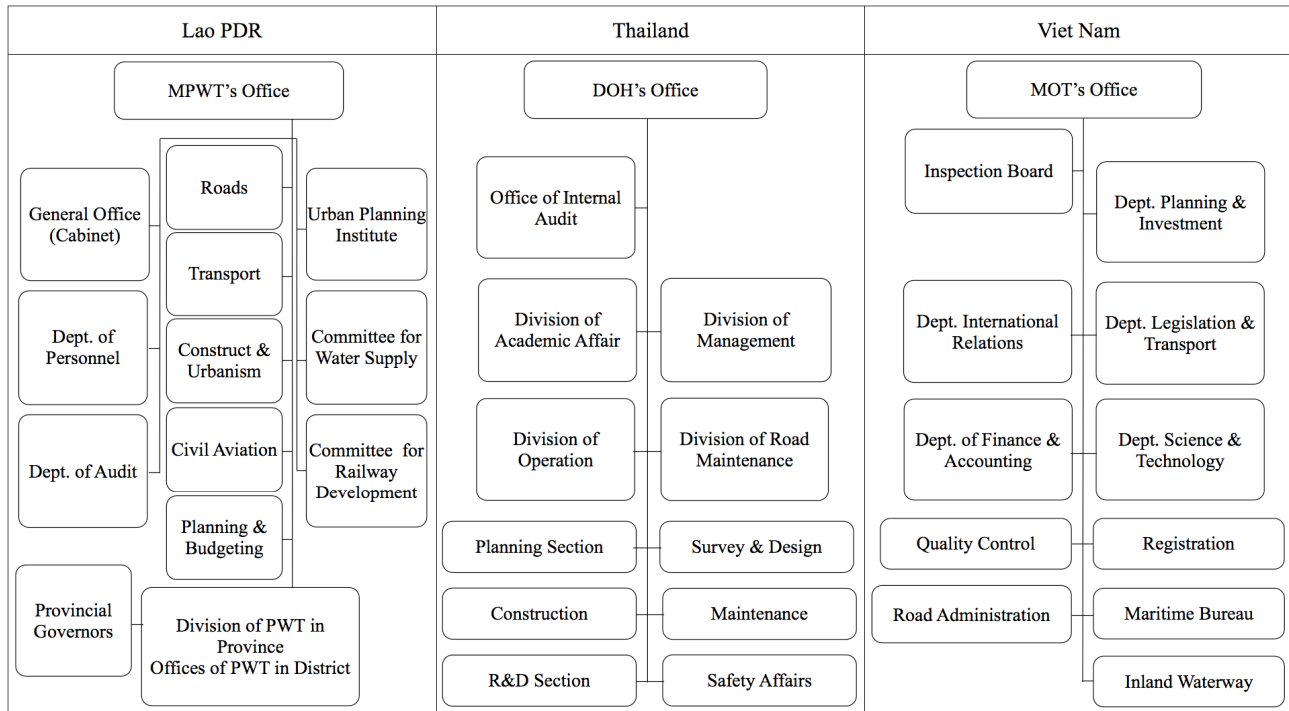 Lao PDR
MPWT’s Office
General Office
(Cabinet)
Roads
Urban Planning
Institute
Transport
Dept. of
Personnel
Construct &
Urbanism
Committee for
Water Supply
Dept. of Audit
Civil Aviation
Committee for
Railway
Development
Planning &
Budgeting
Provincial
Governors
Division of PWT in
Province
Offices of PWT in District
Thailand
DOH’s Office
Office of Internal
Audit
Division of
Academic Affair
Division of
Management
Division of
Operation
Division of Road
Maintenance
Planning Section
Survey & Design
Construction
Maintenance
R&D Section
Safety Affairs
Viet Nam
MOT’s Office
Inspection Board
Dept. Planning &
Investment
Dept. International
Relations
Dept. Legislation &
Transport
Dept. of Finance &
Accounting
Dept. Science &
Technology
Quality Control
Registration
Road Administration
Maritime Bureau
Inland Waterway